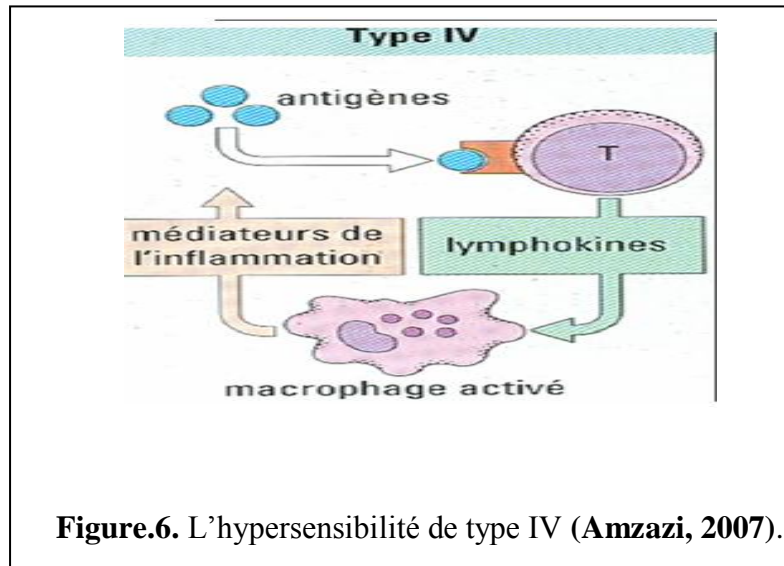 Type IV
antigènes
T
médiateurs de
l'inflammation
lymphokines
macrophage activé
Figure.6. L'hypersensibilité de type IV (Amzazi, 2007).